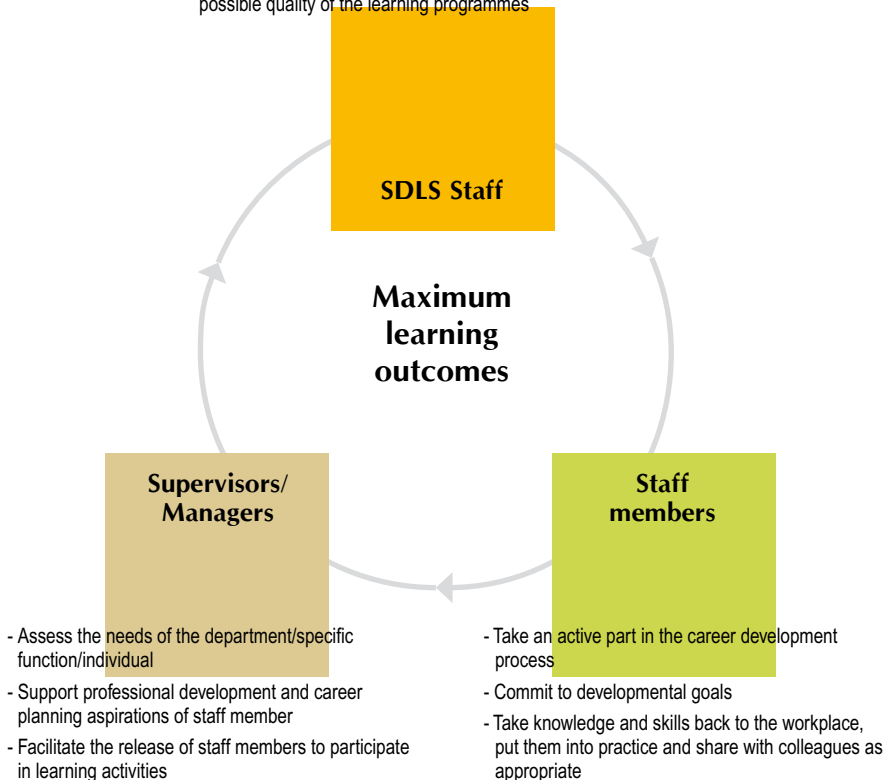 possible quality of the learning programmes
SDLS Staff
Maximum
learning
outcomes
Supervisors/
Managers
- Assess the needs of the department/specific
function/individual
- Support professional development and career
planning aspirations of staff member
- Facilitate the release of staff members to participate
in learning activities
Staff
members
- Take an active part in the career development
process
- Commit to developmental goals
- Take knowledge and skills back to the workplace,
put them into practice and share with colleagues as
appropriate